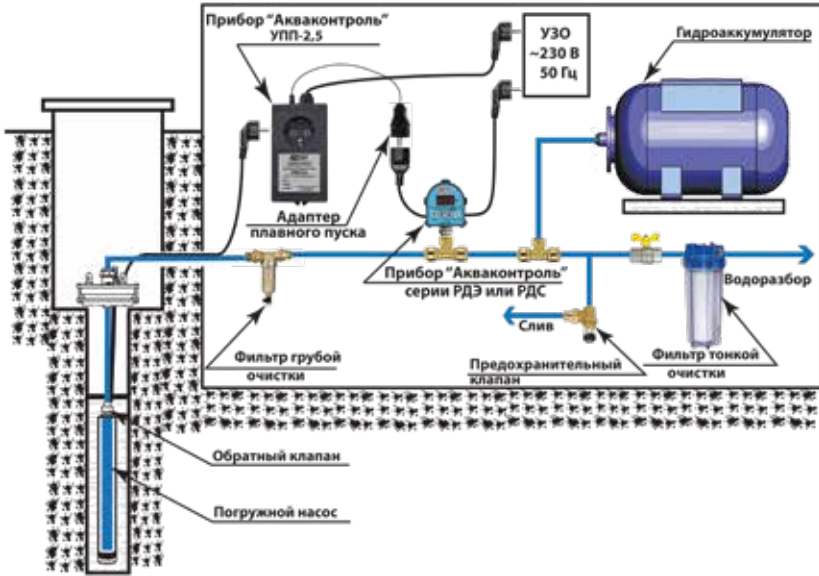 Прибор "Акваконтроль"
УПП-2,5
УЗО
~230 В
50 Гц
Гидроаккумулятор
Адаптер
плавного пуска
Прибор "Акваконтроль"
серии РДЭ или РДС
Водоразбор
Слив
Фильтр грубой
очистки
Предохранительный
клапан
Фильтр тонкой
очистки
Обратный клапан
Погружной насос